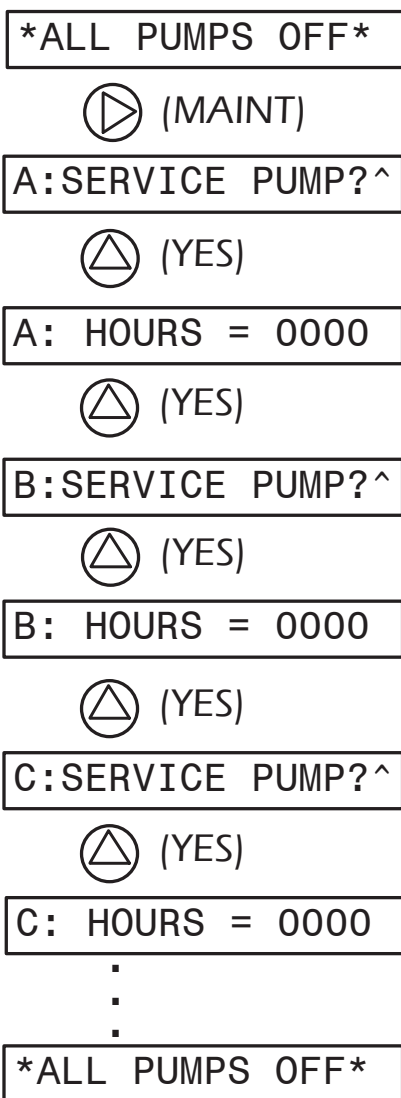 *ALL PUMPS OFF*
(MAINT)
A:SERVICE PUMP?^
(YES)
A: HOURS = 0000
(YES)
B:SERVICE PUMP?^
(YES)
B: HOURS = 0000
(YES)
C:SERVICE PUMP?^
(YES)
C: HOURS = 0000
.
.
.
*ALL PUMPS OFF*